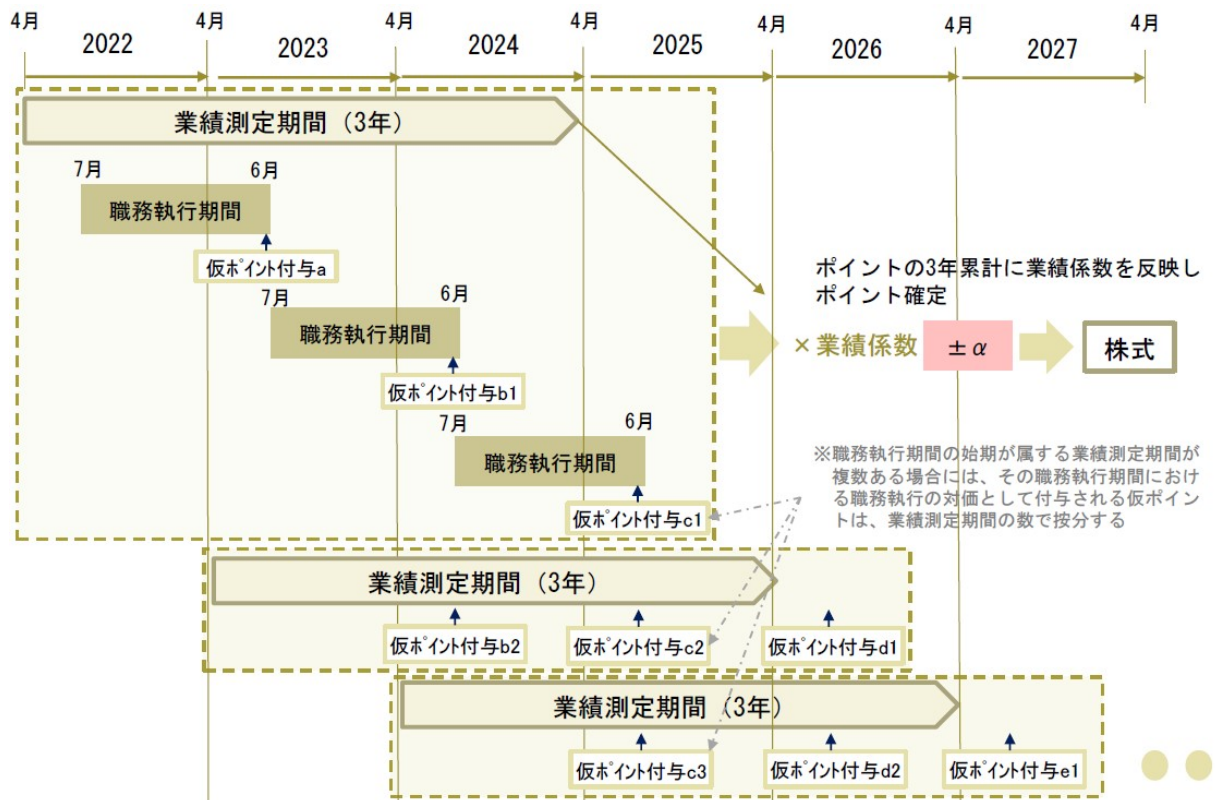 4月
4月
4月
4月
4月
4月
4月
2022
2023
2024
2025
2026
2027
業績測定期間（3年）
7月
6月
職務執行期間
仮ポイント付与a
7月
6月
職務執行期間
仮ポイント付与b1
7月
6月
職務執行期間
仮ポイント付与c1
ポイントの3年累計に業績係数を反映し
ポイント確定
×業績係数
±α
株式
※職務執行期間の始期が属する業績測定期間が
複数ある場合には、その職務執行期間におけ
る職務執行の対価として付与される仮ポイン
トは、業績測定期間の数で按分する
業績測定期間（3年）
仮ポイント付与b2
仮ポイント付与c2
仮ポイント付与d1
業績測定期間（3年）
仮ポイント付与c3
仮ポイント付与d2
仮ポイント付与e1